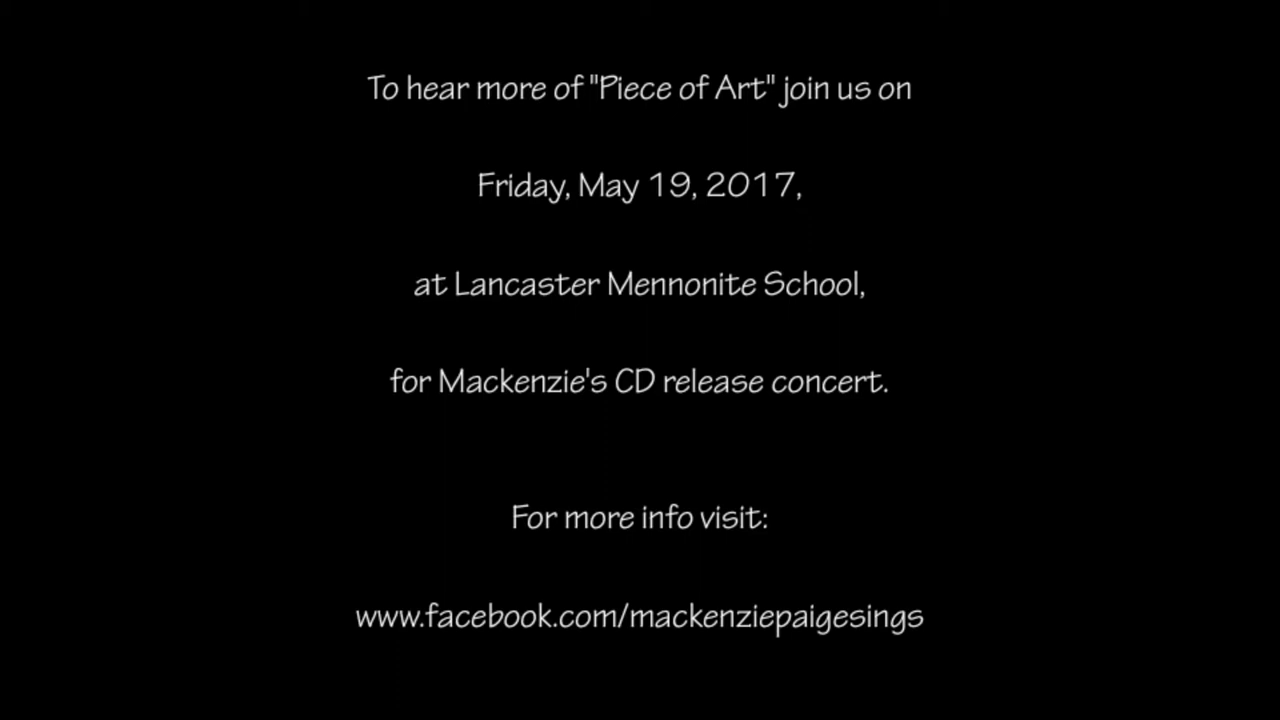 To hear more of "Piece of Art" join us on
Friday, May 19, 2017,
at Lancaster Mennonite School,
for Mackenzie's CD release concert.
For more info visit:
www.facebook.com/mackenziepaigesings